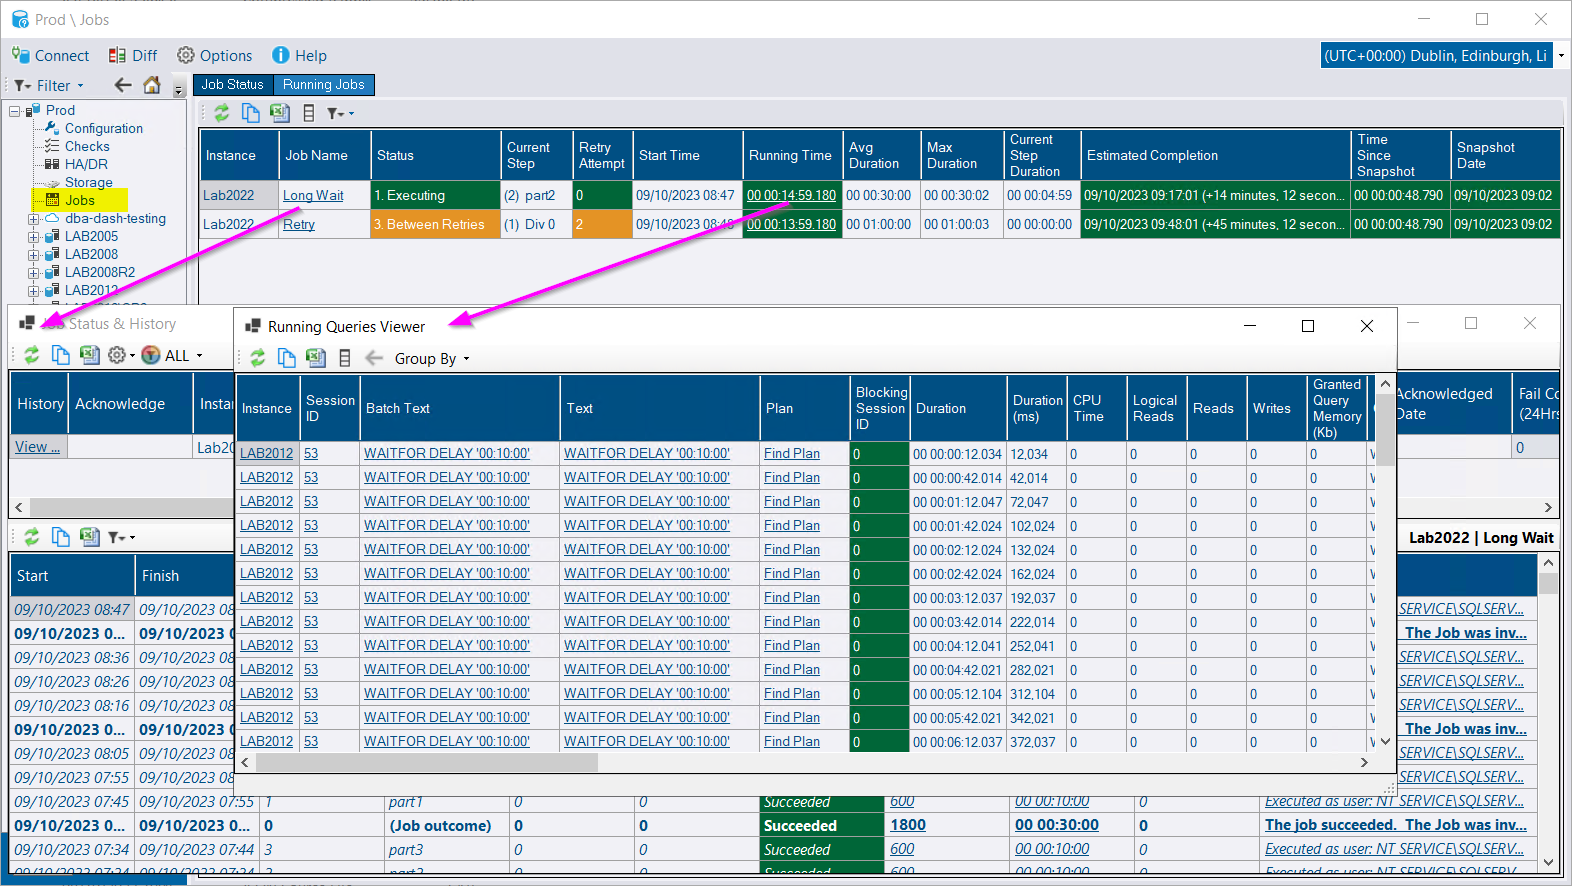 Prod \ Jobs
Connect Diff Options Help
(UTC+00:00) Dublin, Edinburgh, Li
Filter
Job Status Running Jobs
Prod
Configuration
Checks
HA/DR
Storage
Jobs
dba-dash-testing
LAB2005
LAB2008
LAB2008R2
LAB2012
Instance Job Name Status Current Step Retry Attempt Start Time Running Time Avg Duration Max Duration Current Step Duration Estimated Completion Time Since Snapshot Snapshot Date
Lab2022 Long Wait 1. Executing (2) part2 0 09/10/2023 08:47 00 00:14:59.180 00 00:30:00 00 00:30:02 00 00:04:59 09/10/2023 09:17:01 (+14 minutes, 12 secon... 00 00:00:48.790 09/10/2023 09:02
Lab2022 Retry 3. Between Retries (1) Div 0 2 09/10/2023 08:48 00 00:13:59.180 00 01:00:00 00 01:00:03 00 00:00:00 09/10/2023 09:48:01 (+45 minutes, 12 secon... 00 00:00:48.790 09/10/2023 09:02
Status & History
ALL
History Acknowledge Instan
Acknowledged Date Fail Co (24Hrs
View ... Lab20
0
Lab2022 | Long Wait
Running Queries Viewer
Group By
Instance Session ID Batch Text Text Plan Blocking Session ID Duration Duration (ms) CPU Time Logical Reads Reads Writes Granted Query Memory (Kb)
LAB2012 53 WAITFOR DELAY '00:10:00' WAITFOR DELAY '00:10:00' Find Plan 0 00 00:00:12.034 12,034 0 0 0 0 0
LAB2012 53 WAITFOR DELAY '00:10:00' WAITFOR DELAY '00:10:00' Find Plan 0 00 00:00:42.014 42,014 0 0 0 0 0
LAB2012 53 WAITFOR DELAY '00:10:00' WAITFOR DELAY '00:10:00' Find Plan 0 00 00:01:12.047 72,047 0 0 0 0 0
LAB2012 53 WAITFOR DELAY '00:10:00' WAITFOR DELAY '00:10:00' Find Plan 0 00 00:01:42.024 102,024 0 0 0 0 0
LAB2012 53 WAITFOR DELAY '00:10:00' WAITFOR DELAY '00:10:00' Find Plan 0 00 00:02:12.024 132,024 0 0 0 0 0
LAB2012 53 WAITFOR DELAY '00:10:00' WAITFOR DELAY '00:10:00' Find Plan 0 00 00:02:42.024 162,024 0 0 0 0 0
LAB2012 53 WAITFOR DELAY '00:10:00' WAITFOR DELAY '00:10:00' Find Plan 0 00 00:03:12.037 192,037 0 0 0 0 0
LAB2012 53 WAITFOR DELAY '00:10:00' WAITFOR DELAY '00:10:00' Find Plan 0 00 00:03:42.014 222,014 0 0 0 0 0
LAB2012 53 WAITFOR DELAY '00:10:00' WAITFOR DELAY '00:10:00' Find Plan 0 00 00:04:12.041 252,041 0 0 0 0 0
LAB2012 53 WAITFOR DELAY '00:10:00' WAITFOR DELAY '00:10:00' Find Plan 0 00 00:04:42.021 282,021 0 0 0 0 0
LAB2012 53 WAITFOR DELAY '00:10:00' WAITFOR DELAY '00:10:00' Find Plan 0 00 00:05:12.104 312,104 0 0 0 0 0
LAB2012 53 WAITFOR DELAY '00:10:00' WAITFOR DELAY '00:10:00' Find Plan 0 00 00:05:42.021 342,021 0 0 0 0 0
LAB2012 53 WAITFOR DELAY '00:10:00' WAITFOR DELAY '00:10:00' Find Plan 0 00 00:06:12.037 372,037 0 0 0 0 0
Start Finish
09/10/2023 08:47 09/10/2023 08 SERVICE\SQLSERV...
09/10/2023 0... 09/10/2023 0 The Job was inv...
09/10/2023 08:36 09/10/2023 08 SERVICE\SQLSERV...
09/10/2023 08:26 09/10/2023 08 SERVICE\SQLSERV...
09/10/2023 08:16 09/10/2023 08 SERVICE\SQLSERV...
09/10/2023 0... 09/10/2023 0 The Job was inv...
09/10/2023 08:05 09/10/2023 08 SERVICE\SQLSERV...
09/10/2023 07:55 09/10/2023 08 SERVICE\SQLSERV...
09/10/2023 07:45 09/10/2023 07:55 1 part1 0 0 Succeeded 600 00 00:10:00 0 Executed as user: NT SERVICE\SQLSERV...
09/10/2023 0... 09/10/2023 0... 0 (Job outcome) 0 0 Succeeded 1800 00 00:30:00 0 The job succeeded. The Job was inv...
09/10/2023 07:34 09/10/2023 07:44 3 part3 0 0 Succeeded 600 00 00:10:00 0 Executed as user: NT SERVICE\SQLSERV...